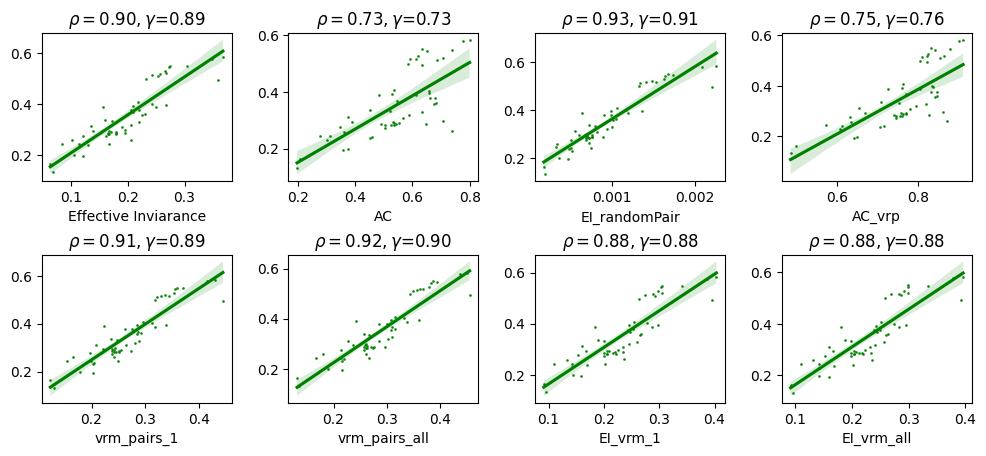 ρ = 0.90, γ=0.89
0.6
0.4
0.2
0.1 0.2 0.3
Effective Inviarance
ρ = 0.73, γ=0.73
0.6
0.4
0.2
0.2 0.4 0.6 0.8
AC
ρ = 0.93, γ=0.91
0.6
0.4
0.2
0.001 0.002
EI_randomPair
ρ = 0.75, γ=0.76
0.6
0.4
0.2
0.6 0.8
AC_vrp
ρ = 0.91, γ=0.89
0.6
0.4
0.2
0.2 0.3 0.4
vrm_pairs_1
ρ = 0.92, γ=0.90
0.6
0.4
0.2
0.2 0.3 0.4
vrm_pairs_all
ρ = 0.88, γ=0.88
0.6
0.4
0.2
0.1 0.2 0.3 0.4
EI_vrm_1
ρ = 0.88, γ=0.88
0.6
0.4
0.2
0.1 0.2 0.3 0.4
EI_vrm_all